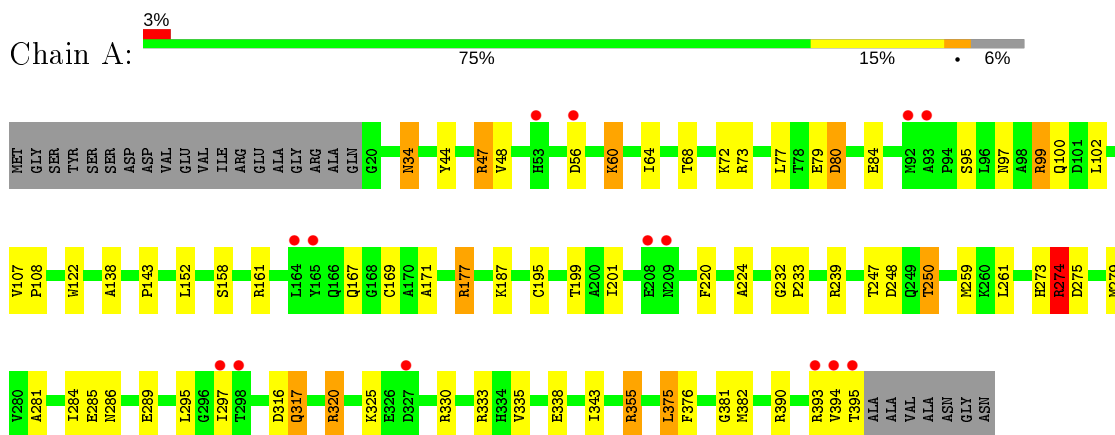 3%
Chain A:
75% 15% • 6%
MET GLY SER SER TYR SER SER ASP ASP VAL GLU VAL ILE ARG GLU ALA GLY ARG ALA GLN G20 N34 Y44 R47 V48 H53 D56 K60 I64 T68 K72 R73 L77 T78 E79 D80 E84 M92 A93 P94 S95 L96 N97 A98 R99 Q100 D101 L102
V107 P108 W122 A138 P143 L152 S158 R161 L164 Y165 Q166 Q167 G168 C169 A170 A171 R177 K187 C195 T199 A200 I201 E208 N209 F220 A224 G232 P233 R239 T247 D248 Q249 T250 M259 K260 L261 H273 R274 D275
V280 A281 I284 E285 N286 E289 L295 G296 I297 T298 D316 Q317 R320 K325 E326 D327 R330 R333 H334 V335 E338 I343 R355 L375 F376 G381 M382 R390 R393 V394 T395 ALA ALA VAL ALA ASN GLY ASN